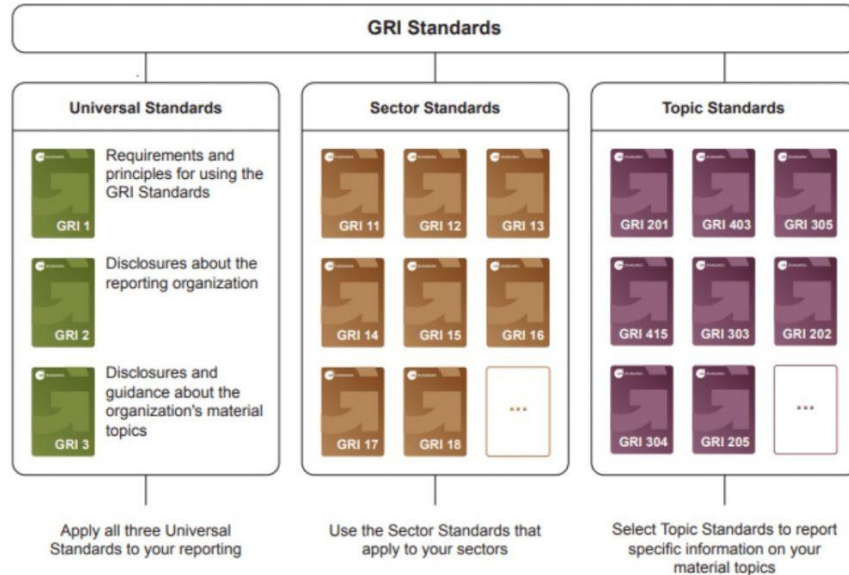 GRI Standards
Universal Standards
GRI 1
Requirements and
principles for using the
GRI Standards
GRI 2
Disclosures about the
reporting organization
GRI 3
Disclosures and
guidance about the
organization's material
topics
Apply all three Universal
Standards to your reporting
Sector Standards
GRI 11 GRI 12 GRI 13
GRI 14 GRI 15 GRI 16
GRI 17 GRI 18 ...
Use the Sector Standards that
apply to your sectors
Topic Standards
GRI 201 GRI 403 GRI 305
GRI 415 GRI 303 GRI 202
GRI 304 GRI 205 ...
Select Topic Standards to report
specific information on your
material topics